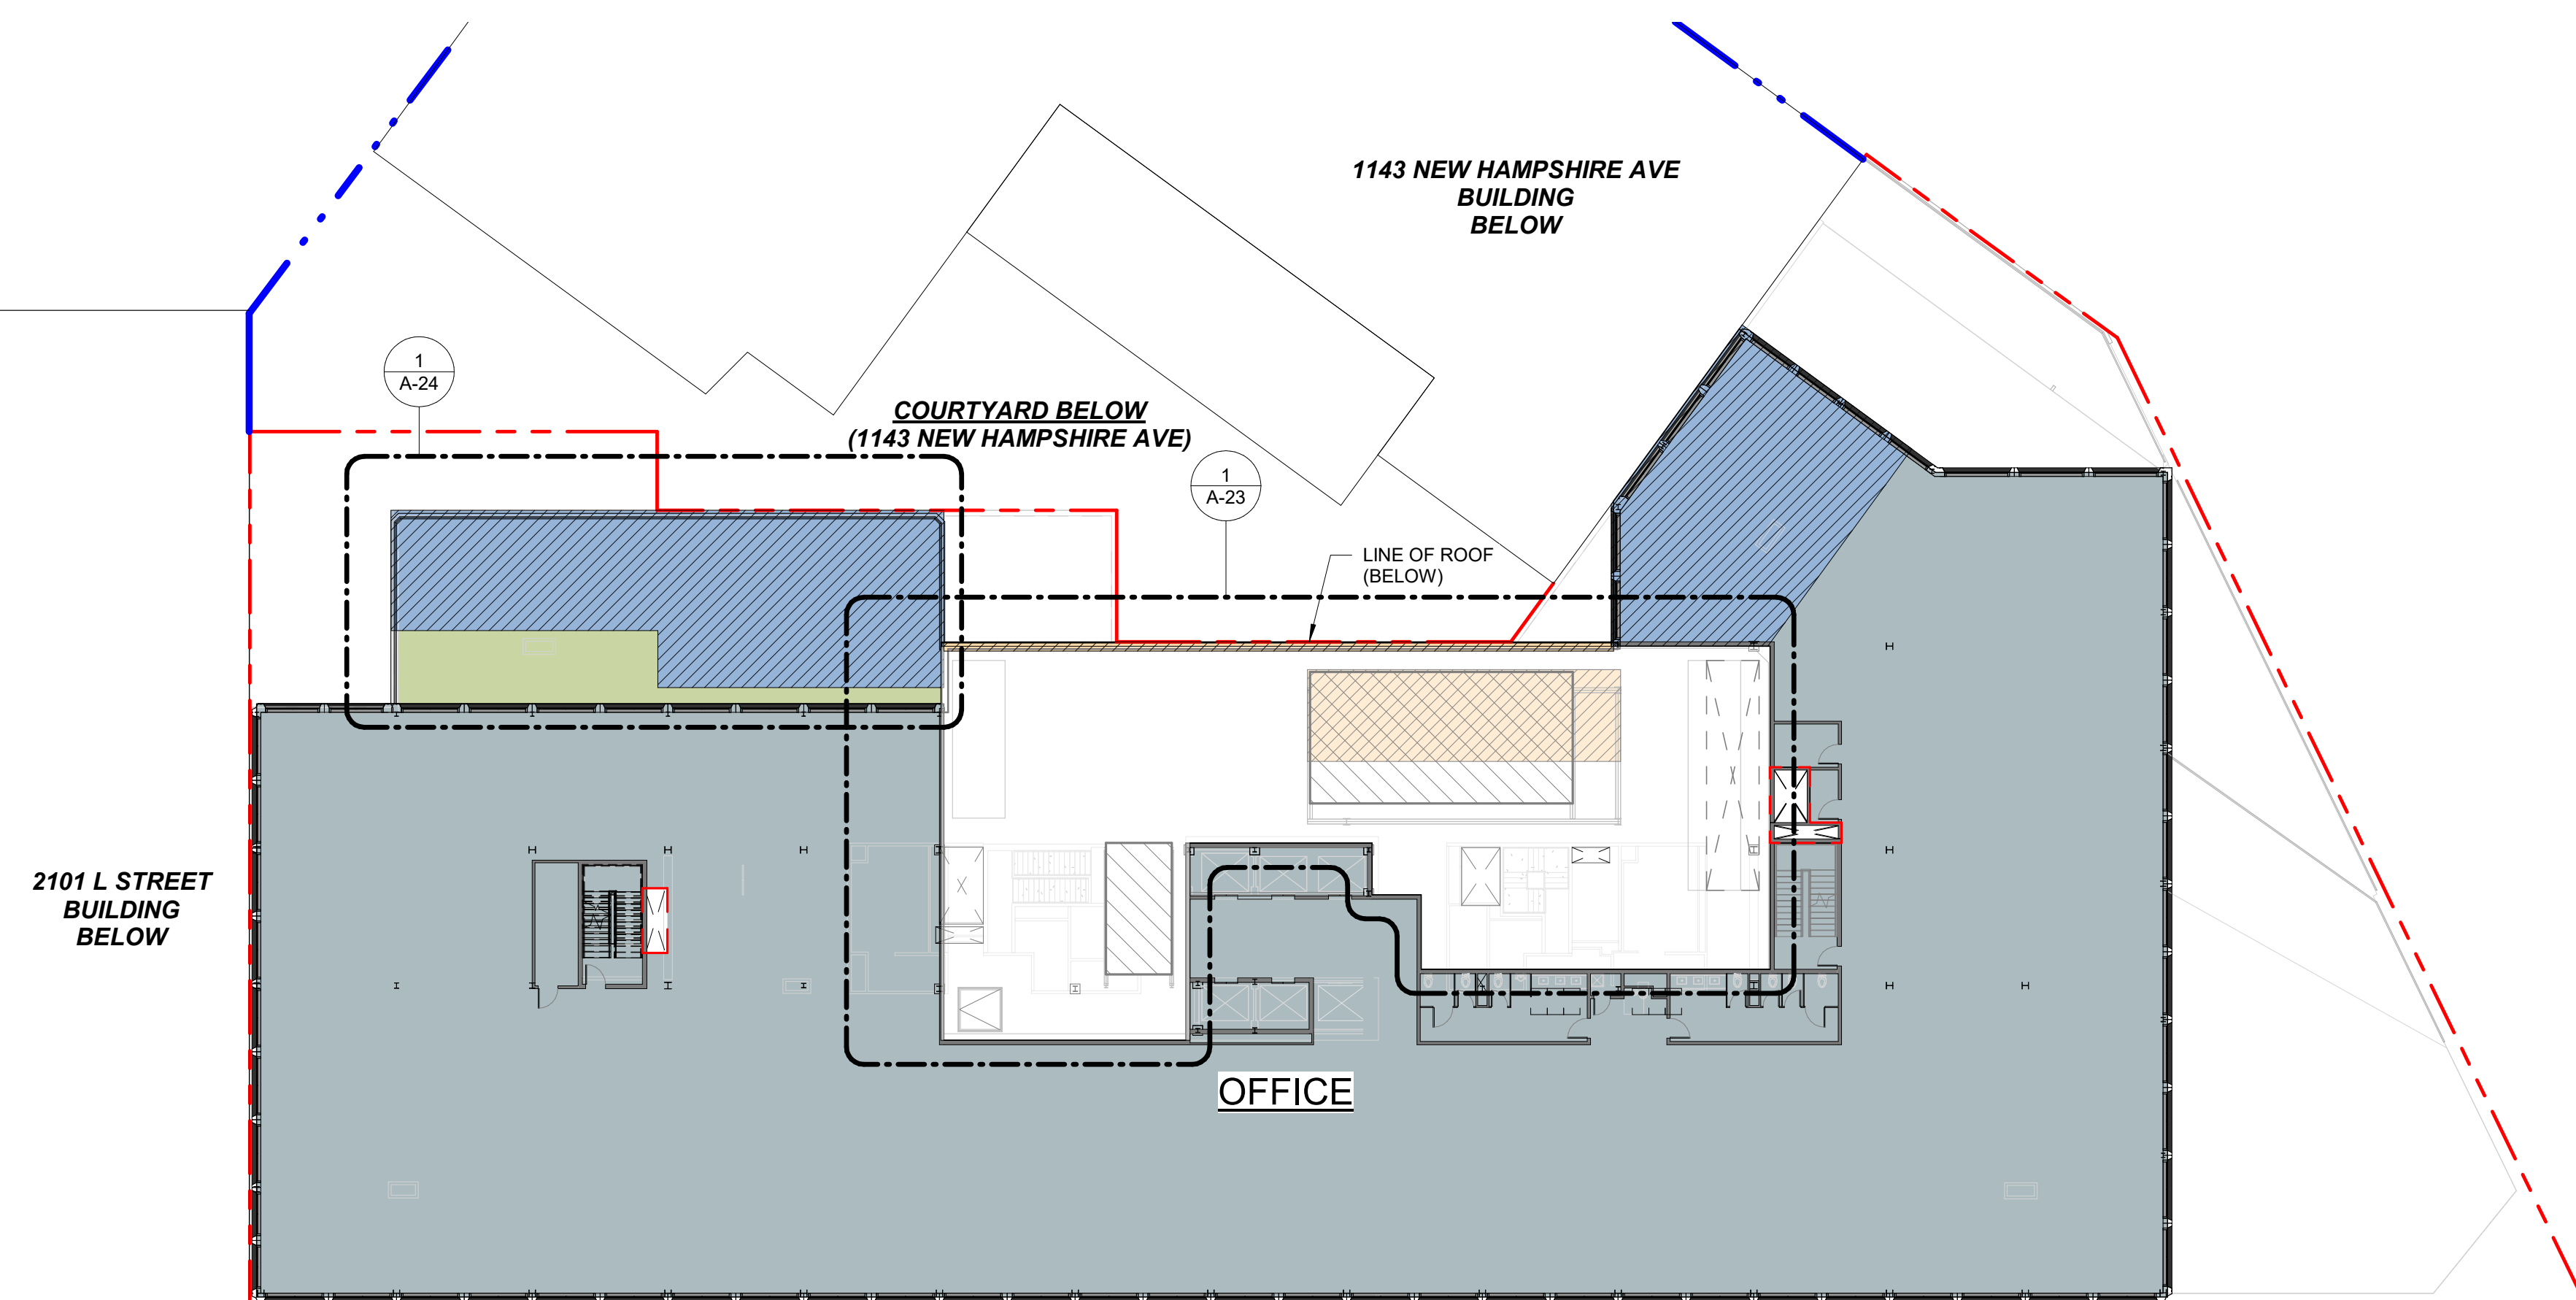 1143 NEW HAMPSHIRE AVE
BUILDING
BELOW
1
A-24
COURTYARD BELOW
(1143 NEW HAMPSHIRE AVE)
1
A-23
LINE OF ROOF
(BELOW)
2101 L STREET
BUILDING
BELOW
OFFICE